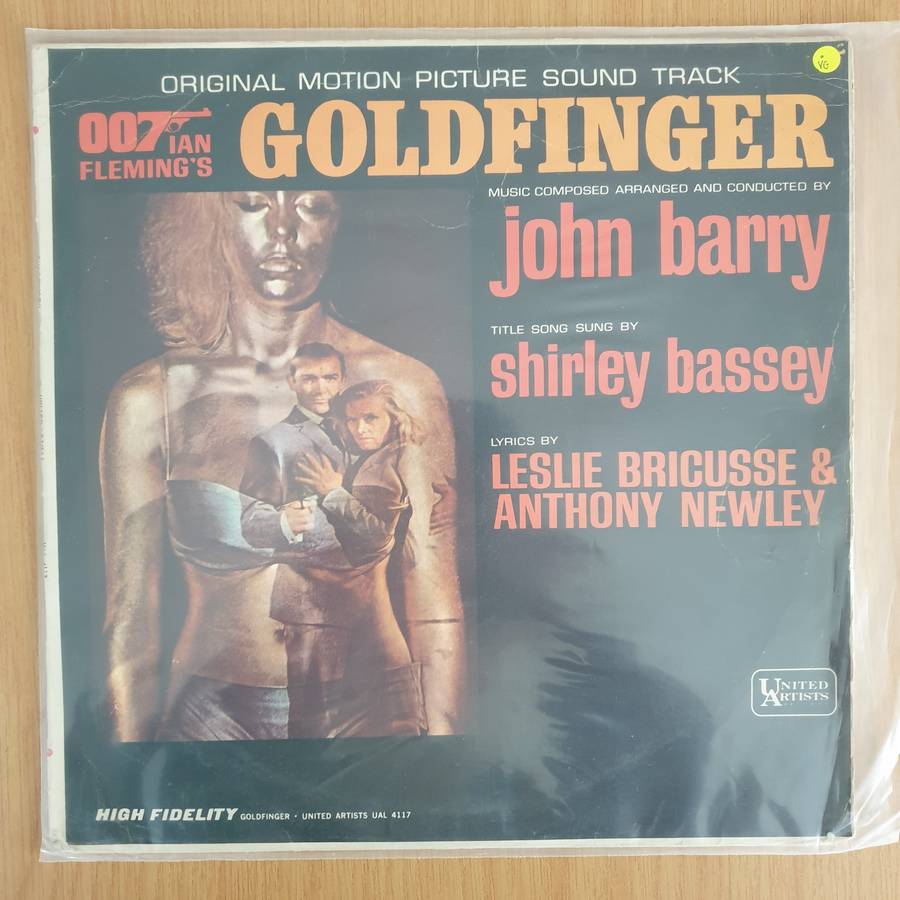 VG
ORIGINAL MOTION PICTURE SOUND TRACK
007 IAN
FLEMING'S
GOLDFINGER
MUSIC COMPOSED ARRANGED AND CONDUCTED BY
john barry
TITLE SONG SUNG BY
shirley bassey
LYRICS BY
LESLIE BRICUSSE &
ANTHONY NEWLEY
UNITED
ARTISTS
HIGH FIDELITY GOLDFINGER • UNITED ARTISTS UAL 4117